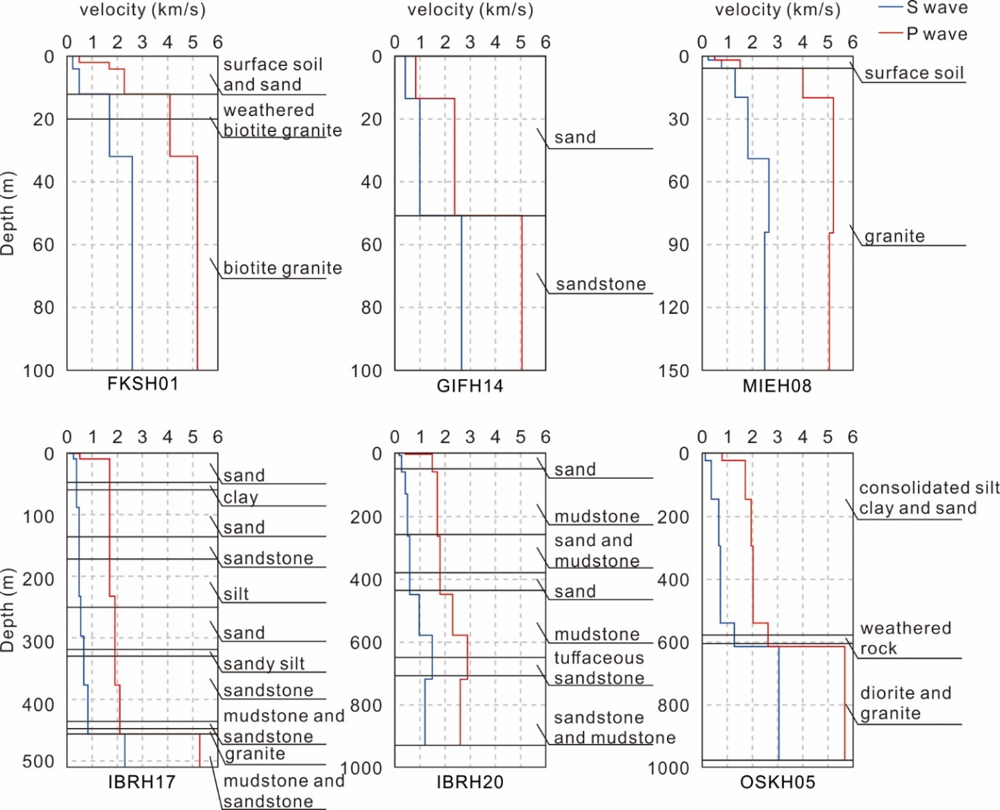 velocity (km/s)
0 1 2 3 4 5 6
0
20
40
60
80
100
Depth (m)
surface soil
and sand
weathered
biotite granite
biotite granite
FKSH01
velocity (km/s)
0 1 2 3 4 5 6
0
20
40
60
80
100
sand
sandstone
GIFH14
velocity (km/s)
0 1 2 3 4 5 6
0
30
60
90
120
150
S wave
P wave
surface soil
granite
MIEH08
0 1 2 3 4 5 6
0
100
200
300
400
500
Depth (m)
sand
clay
sand
sandstone
silt
sand
sandy silt
sandstone
mudstone and
sandstone
granite
mudstone and
sandstone
IBRH17
0 1 2 3 4 5 6
0
200
400
600
800
1000
sand
mudstone
sand and
mudstone
sand
mudstone
tuffaceous
sandstone
sandstone
and mudstone
IBRH20
0 1 2 3 4 5 6
0
200
400
600
800
1000
consolidated silt
clay and sand
weathered
rock
diorite and
granite
OSKH05